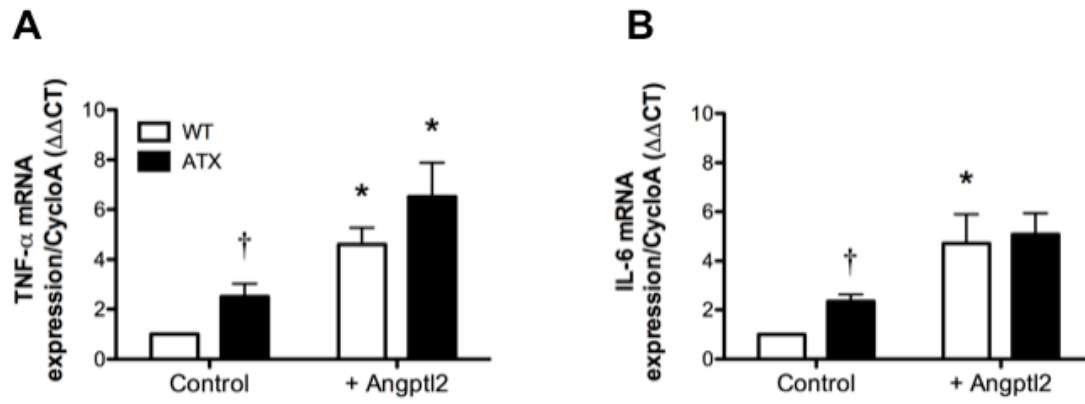 A
TNF-α mRNA
expression/CycloA (ΔΔCT)
10
8
6
4
2
0
WT
ATX
†
*
*
Control
+ Angptl2
B
IL-6 mRNA
expression/CycloA (ΔΔCT)
10
8
6
4
2
0
†
*
Control
+ Angptl2